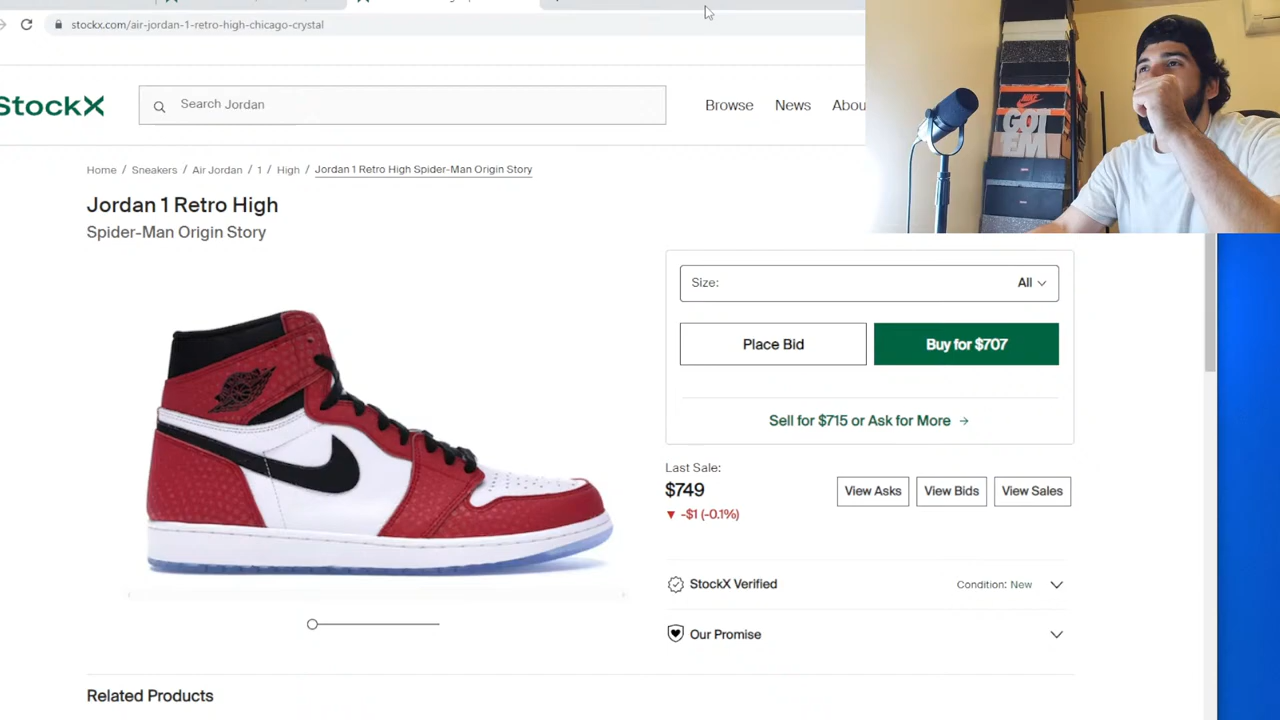 stockx.com/air-jordan-1-retro-high-chicago-crystal
StockX
Search Jordan
Browse
News
Abou
Home / Sneakers / Air Jordan / 1 / High / Jordan 1 Retro High Spider-Man Origin Story
Jordan 1 Retro High
Spider-Man Origin Story
Size:
All
Place Bid
Buy for $707
Sell for $715 or Ask for More →
Last Sale:
$749
▼ -$1 (-0.1%)
View Asks
View Bids
View Sales
StockX Verified
Condition: New
Our Promise
Related Products
NIKE
GOT
EM